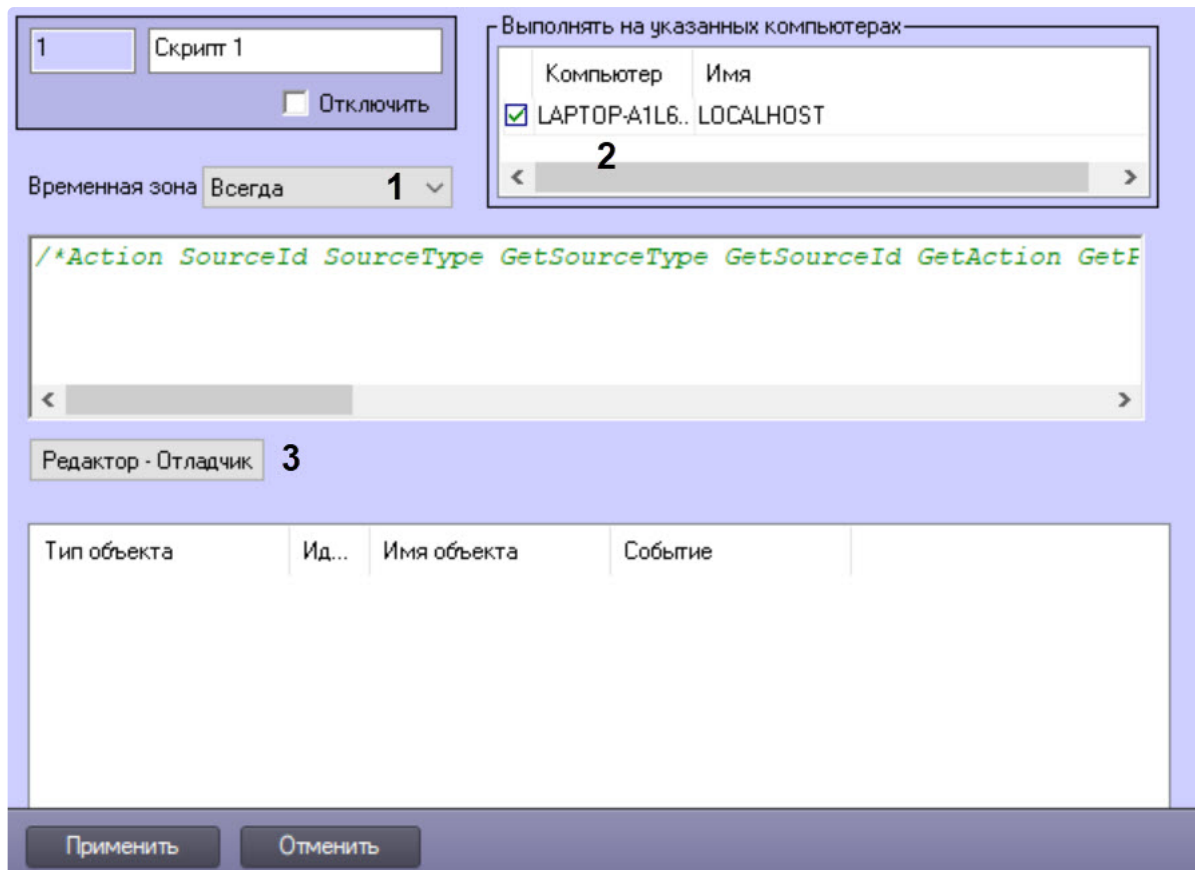 1 Скрипт 1
Отключить
Выполнять на указанных компьютерах
Компьютер Имя
LAPTOP-A1L6.. LOCALHOST
2
Временная зона Всегда 1
/*Action SourceId SourceType GetSourceType GetSourceId GetAction
Редактор - Отладчик 3
Тип объекта Ид... Имя объекта Событие
Применить Отменить